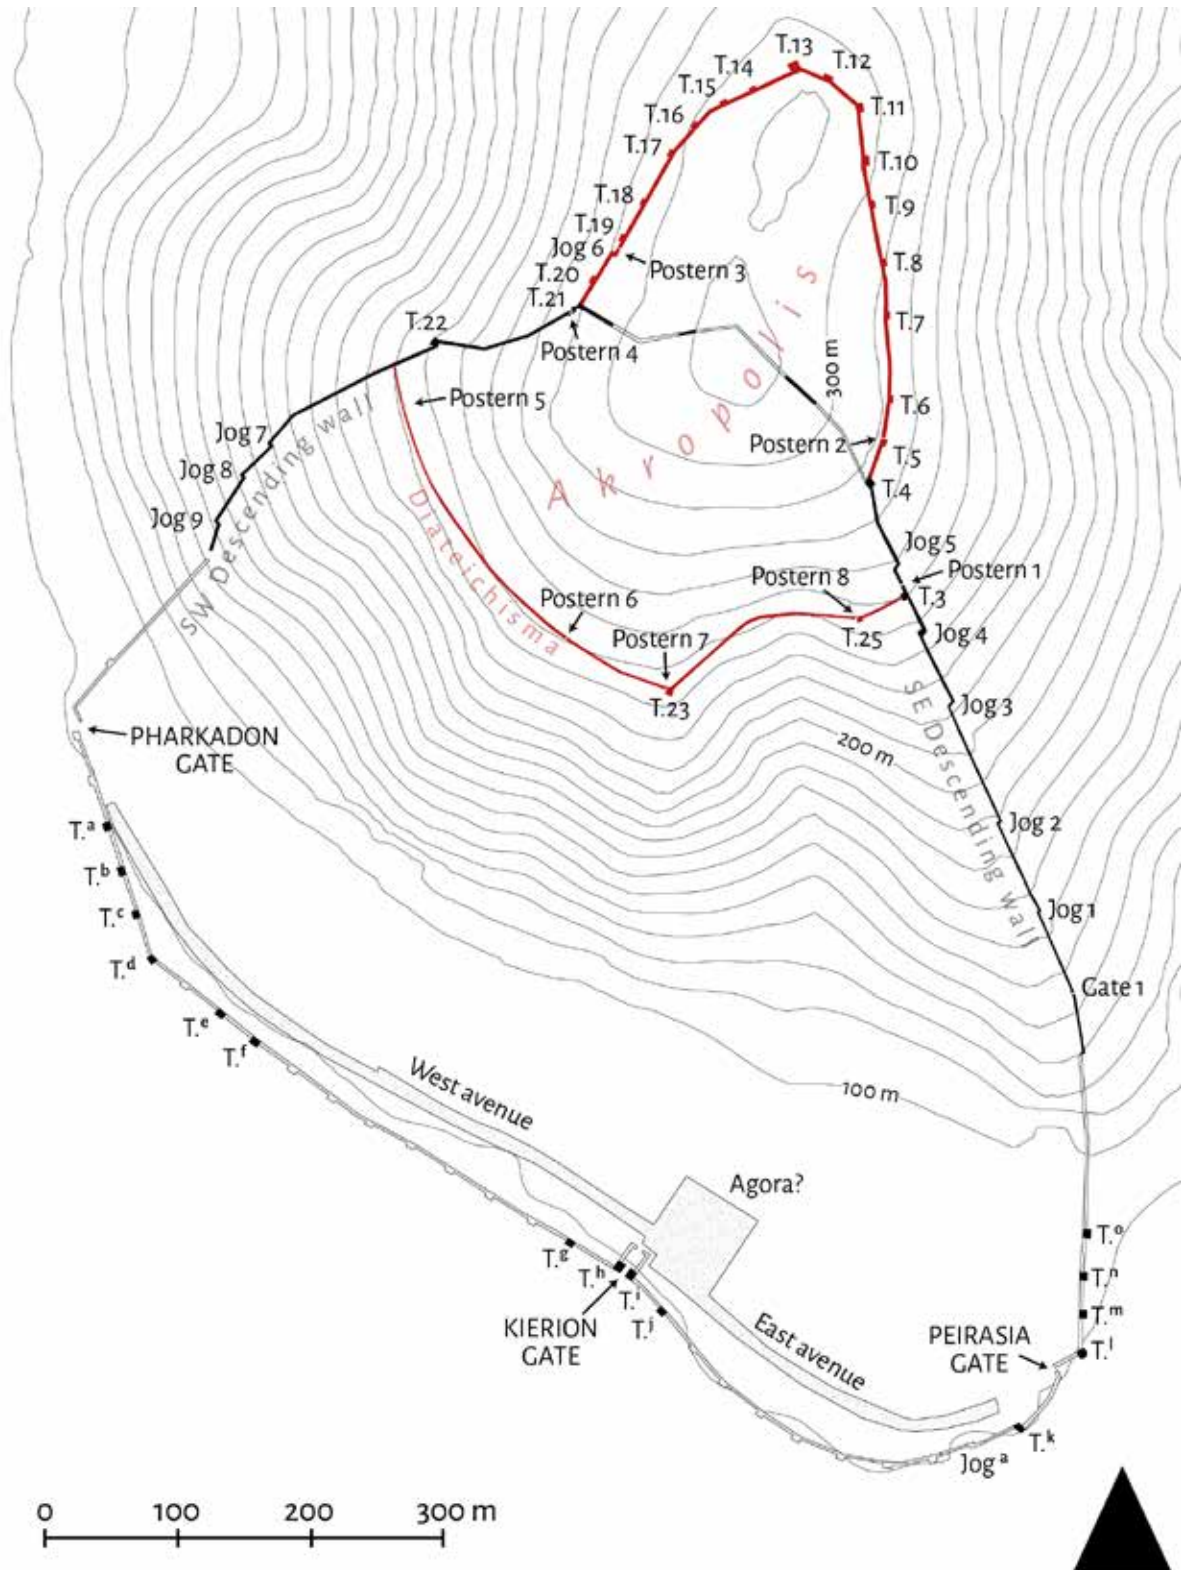 T.13
T.12
T.14
T.15
T.11
T.16
T.17
T.10
T.18
T.9
T.19
Jog 6
Postern 3
T.8
T.20
T.21
T.7
T.22
Postern 4
300 m
Akropolis
Postern 5
T.6
Postern 2
T.5
T.4
Jog 7
Jog 8
Jog 9
SW Descending wall
Diateichisma
Jog 5
Postern 1
Postern 8
T.3
Postern 6
Postern 7
T.25
Jog 4
T.23
Jog 3
SE Descending wall
200 m
PHARKADON
GATE
Jog 2
T.a
T.b
T.c
Jog 1
T.d
Gate 1
T.e
T.f
West avenue
100 m
Agora?
T.o
T.g
T.h
T.i
T.n
T.j
T.m
KIERION
GATE
East avenue
PEIRASIA
GATE
T.l
T.k
Jog a
0 100 200 300 m